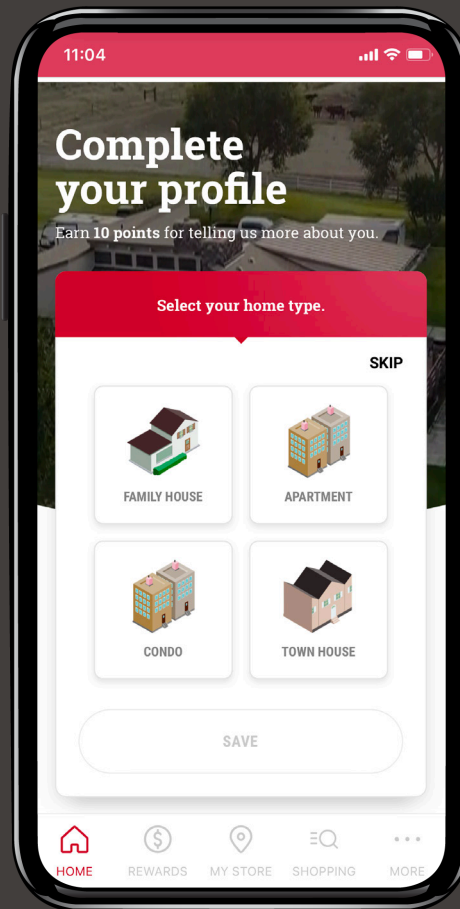 11:04
Complete
your profile
Earn 10 points for telling us more about you.
Select your home type.
SKIP
FAMILY HOUSE
APARTMENT
CONDO
TOWN HOUSE
SAVE
HOME
REWARDS
MY STORE
SHOPPING
MORE